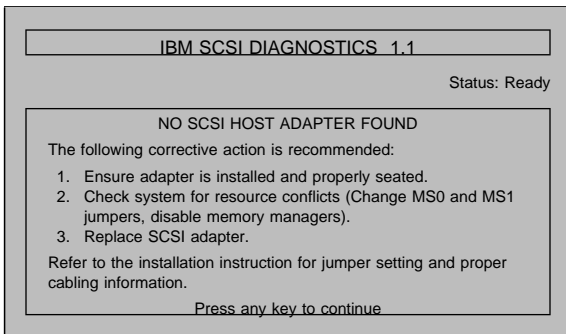 IBM SCSI DIAGNOSTICS 1.1
Status: Ready
NO SCSI HOST ADAPTER FOUND
The following corrective action is recommended:
1. Ensure adapter is installed and properly seated.
2. Check system for resource conflicts (Change MS0 and MS1
jumpers, disable memory managers).
3. Replace SCSI adapter.
Refer to the installation instruction for jumper setting and proper
cabling information.
Press any key to continue